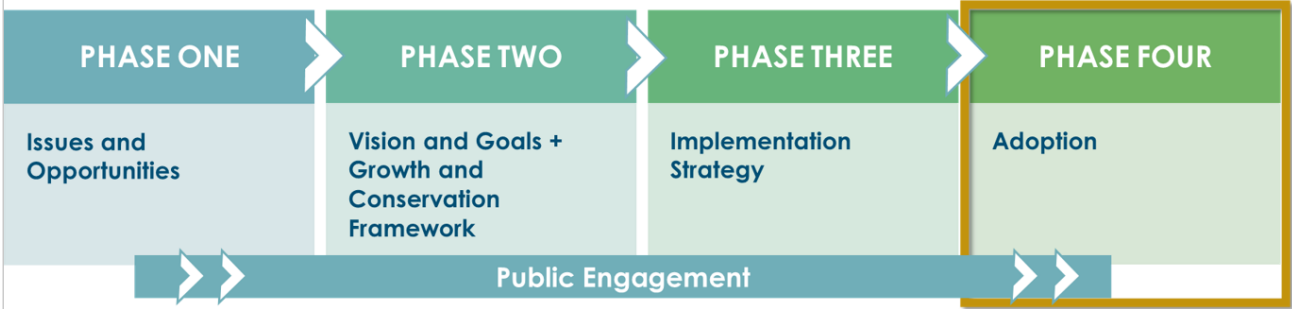 PHASE ONE
PHASE TWO
PHASE THREE
PHASE FOUR
Issues and
Opportunities
Vision and Goals +
Growth and
Conservation
Framework
Implementation
Strategy
Adoption
Public Engagement